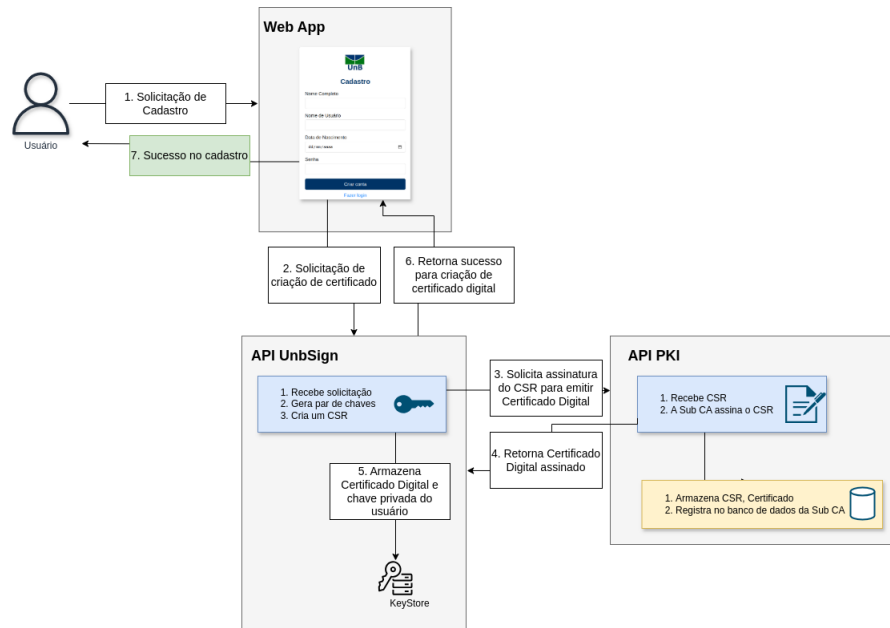 Web App
UnB
Cadastro
Nome Completo
Nome de Usuário
Data de Nascimento
Senha
Criar conta
Fazer login
Usuário
1. Solicitação de
Cadastro
7. Sucesso no cadastro
2. Solicitação de
criação de certificado
6. Retorna sucesso
para criação de
certificado digital
API UnbSign
1. Recebe solicitação
2. Gera par de chaves
3. Cria um CSR
3. Solicita assinatura
do CSR para emitir
Certificado Digital
4. Retorna Certificado
Digital assinado
5. Armazena
Certificado Digital e
chave privada do
usuário
KeyStore
API PKI
1. Recebe CSR
2. A Sub CA assina o CSR
1. Armazena CSR, Certificado
2. Registra no banco de dados da Sub CA